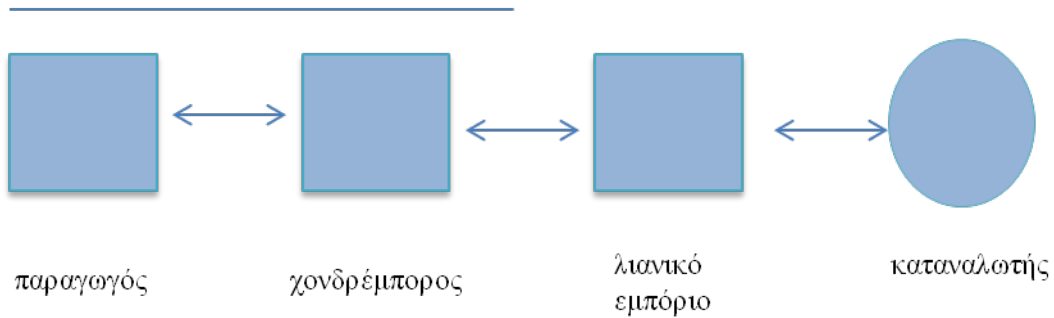 παραγωγός
χονδρέμπορος
λιανικό
εμπόριο
καταναλωτής